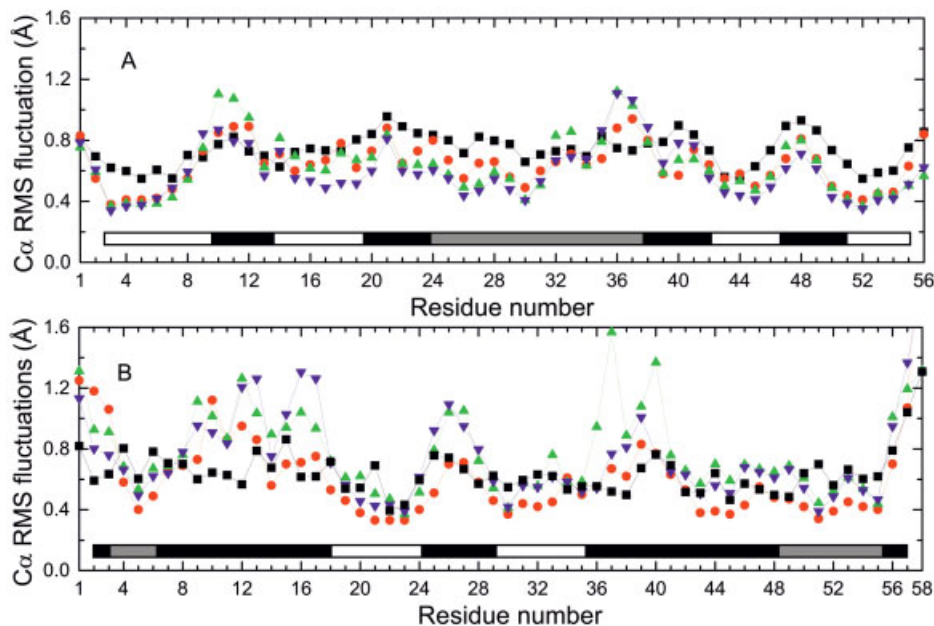 Cα RMS fluctuation (Å)
1.6
1.2
0.8
0.4
0.0
A
1 4 8 12 16 20 24 28 32 36 40 44 48 52 56
Residue number
Cα RMS fluctuations (Å)
1.6
1.2
0.8
0.4
0.0
B
1 4 8 12 16 20 24 28 32 36 40 44 48 52 56 58
Residue number